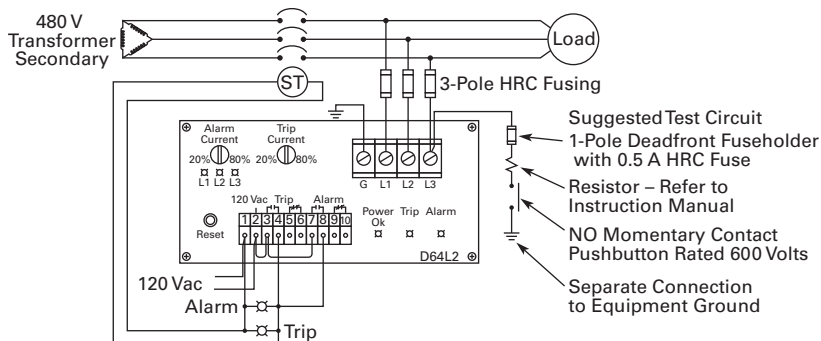 480 V
Transformer
Secondary
Load
ST
3-Pole HRC Fusing
Suggested Test Circuit
1-Pole Deadfront Fuseholder
with 0.5 A HRC Fuse
Resistor – Refer to
Instruction Manual
NO Momentary Contact
Pushbutton Rated 600 Volts
Separate Connection
to Equipment Ground
Alarm
Current
Trip
Current
20% 80%
20% 80%
L1 L2 L3
G L1 L2 L3
120 Vac Trip Alarm
1 2 3 4 5 6 7 8 9 10
Reset
Power
Ok
Trip Alarm
D64L2
120 Vac
Alarm
Trip